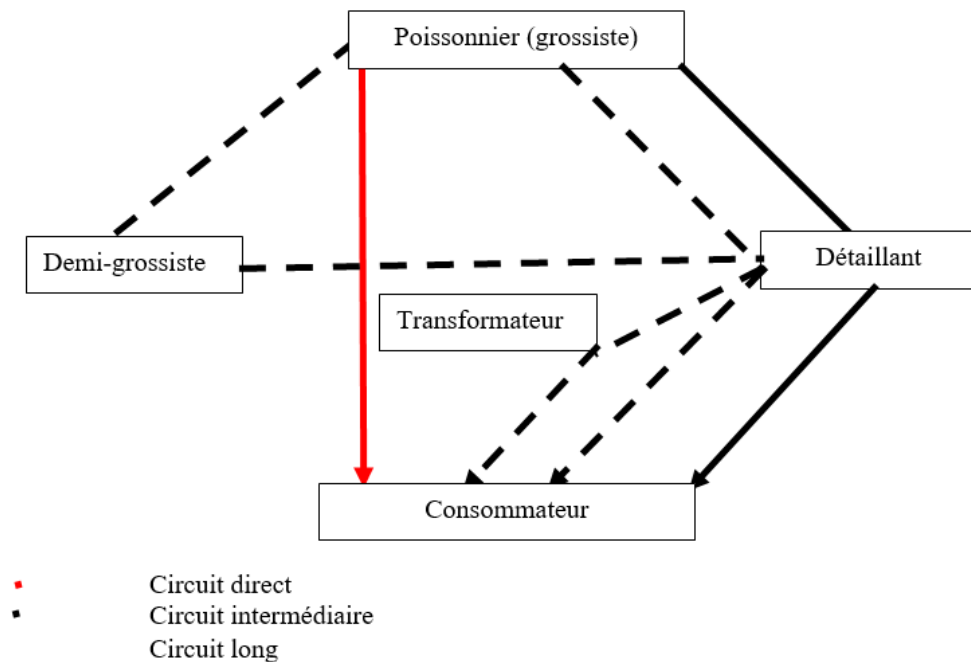 Poissonnier (grossiste)
Demi-grossiste
Détaillant
Transformateur
Consommateur
Circuit direct
Circuit intermédiaire
Circuit long